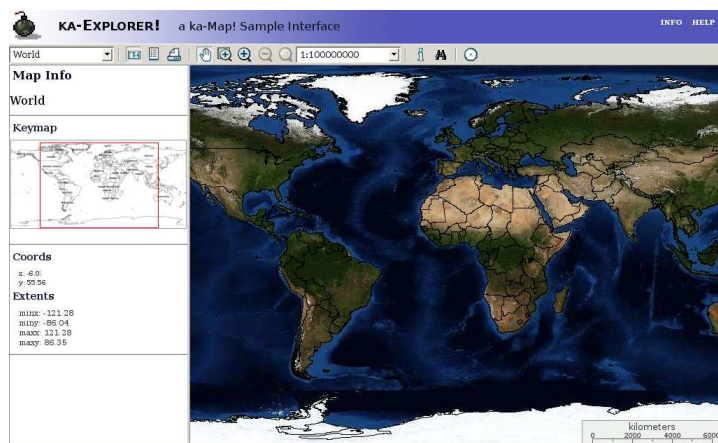 KA-EXPLORER! a ka-Map! Sample Interface
INFO HELP
World
1:100000000
Map Info
World
Keymap
Coords
x: -6.0
y: 55.56
Extents
minx: -121.28
miny: -86.04
maxx: 121.28
maxy: 86.35
kilometers
0 2000 4000 6000